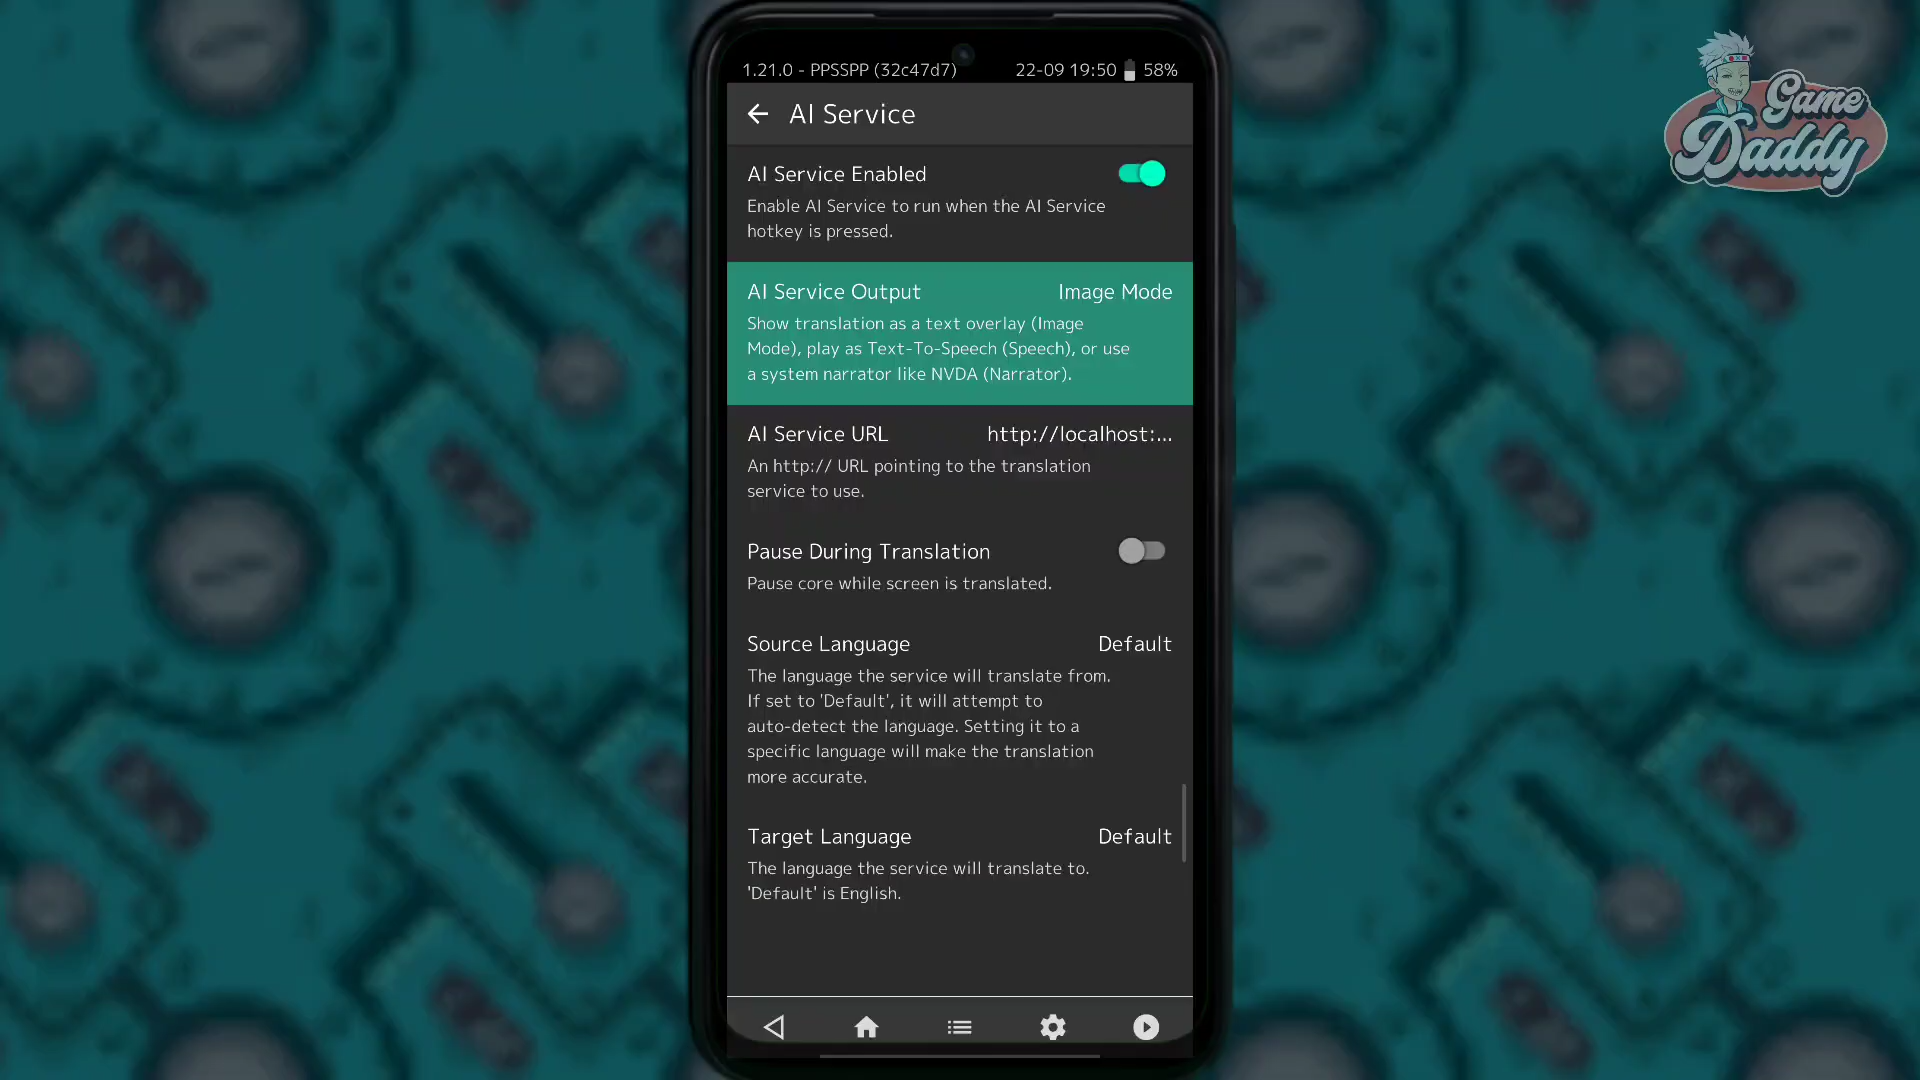 1.21.0 - PPSSPP (32c47d7) 22-09 19:50 58%
AI Service
Game
Daddy
AI Service Enabled
Enable AI Service to run when the AI Service
hotkey is pressed.
AI Service Output Image Mode
Show translation as a text overlay (Image
Mode), play as Text-To-Speech (Speech), or use
a system narrator like NVDA (Narrator).
AI Service URL http://localhost:...
An http:// URL pointing to the translation
service to use.
Pause During Translation
Pause core while screen is translated.
Source Language Default
The language the service will translate from.
If set to 'Default', it will attempt to
auto-detect the language. Setting it to a
specific language will make the translation
more accurate.
Target Language Default
The language the service will translate to.
'Default' is English.